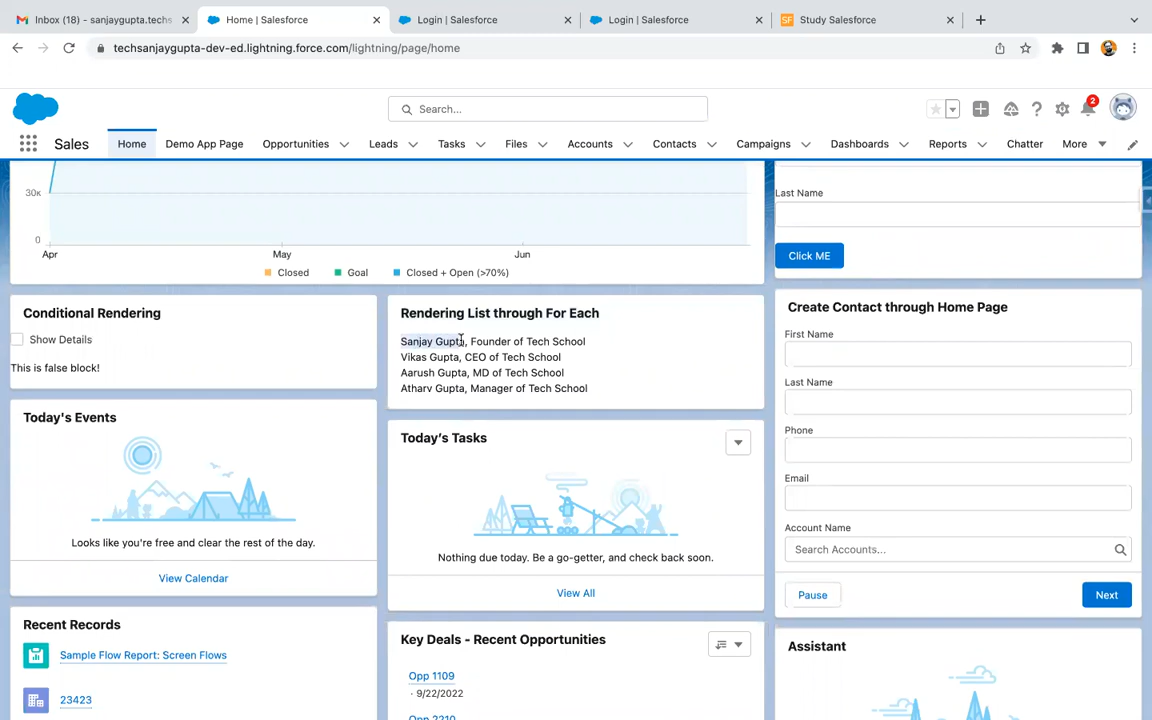 Inbox (18) - sanjaygupta.techs
Home | Salesforce
Login | Salesforce
Login | Salesforce
SF
Study Salesforce
techsanjaygupta-dev-ed.lightning.force.com/lightning/page/home
Search...
2
Sales
Home
Demo App Page
Opportunities
Leads
Tasks
Files
Accounts
Contacts
Campaigns
Dashboards
Reports
Chatter
More
30K
0
Apr
May
Jun
Closed
Goal
Closed + Open (>70%)
Last Name
Click ME
Conditional Rendering
Show Details
This is false block!
Rendering List through For Each
Sanjay Gupta, Founder of Tech School
Vikas Gupta, CEO of Tech School
Aarush Gupta, MD of Tech School
Atharv Gupta, Manager of Tech School
Create Contact through Home Page
First Name
Last Name
Phone
Email
Account Name
Search Accounts...
Pause
Next
Today's Events
Looks like you're free and clear the rest of the day.
View Calendar
Today's Tasks
Nothing due today. Be a go-getter, and check back soon.
View All
Recent Records
Sample Flow Report: Screen Flows
23423
Key Deals - Recent Opportunities
Opp 1109
· 9/22/2022
Opp 2210
Assistant